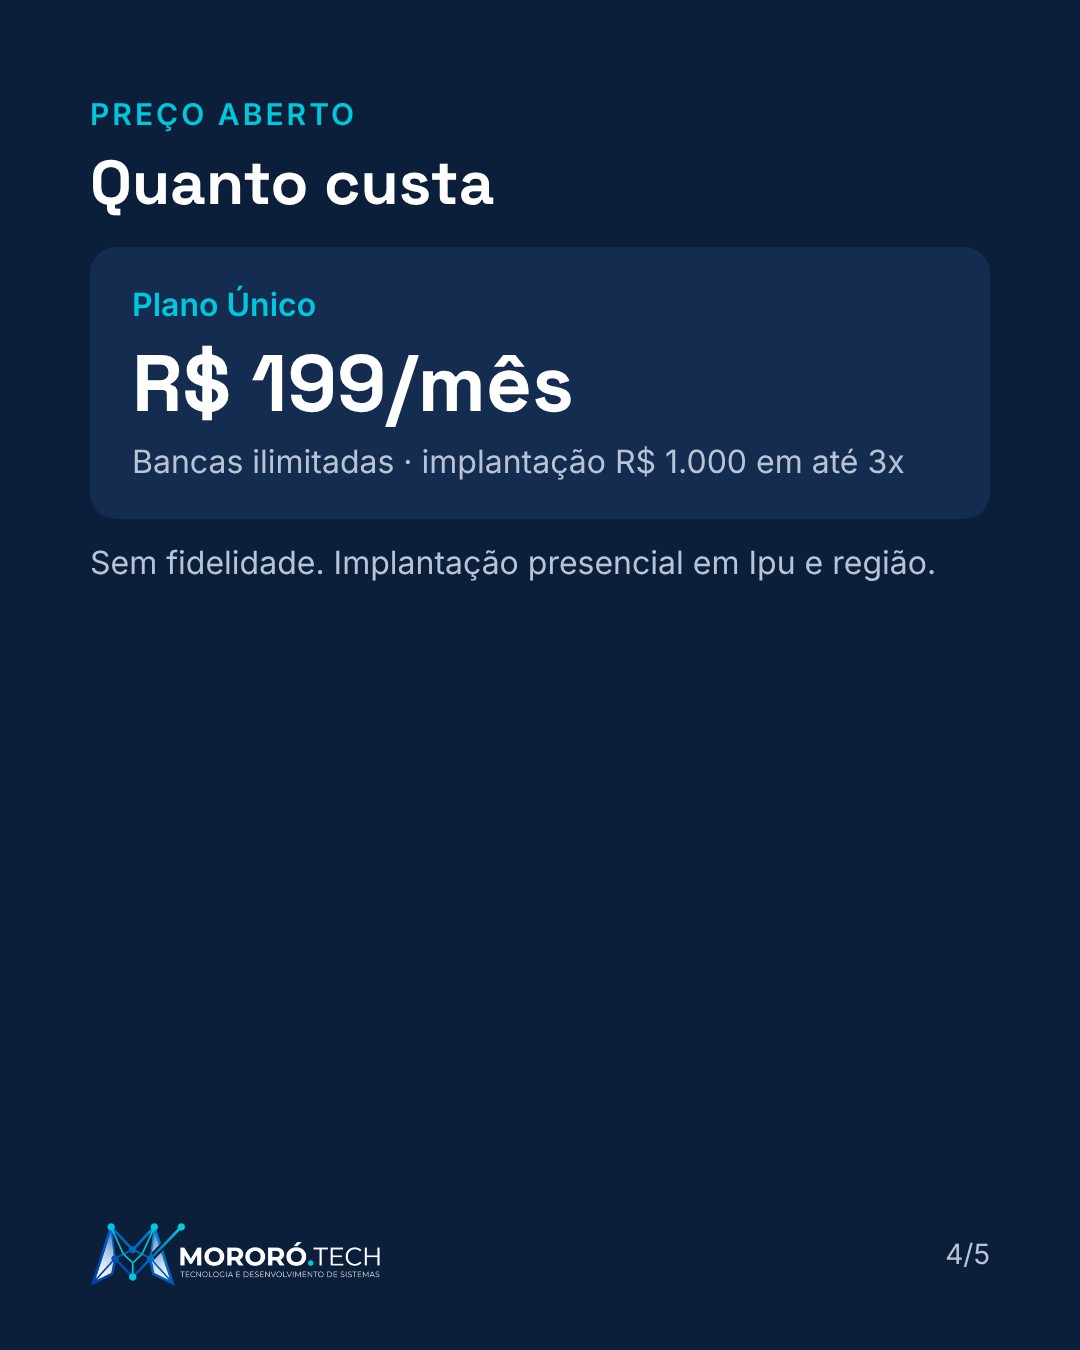 PREÇO ABERTO
Quanto custa
Plano Único
R$ 199/mês
Bancas ilimitadas · implantação R$ 1.000 em até 3x
Sem fidelidade. Implantação presencial em Ipu e região.
MORORÓ.TECH
TECNOLOGIA E DESENVOLVIMENTO DE SISTEMAS
4/5